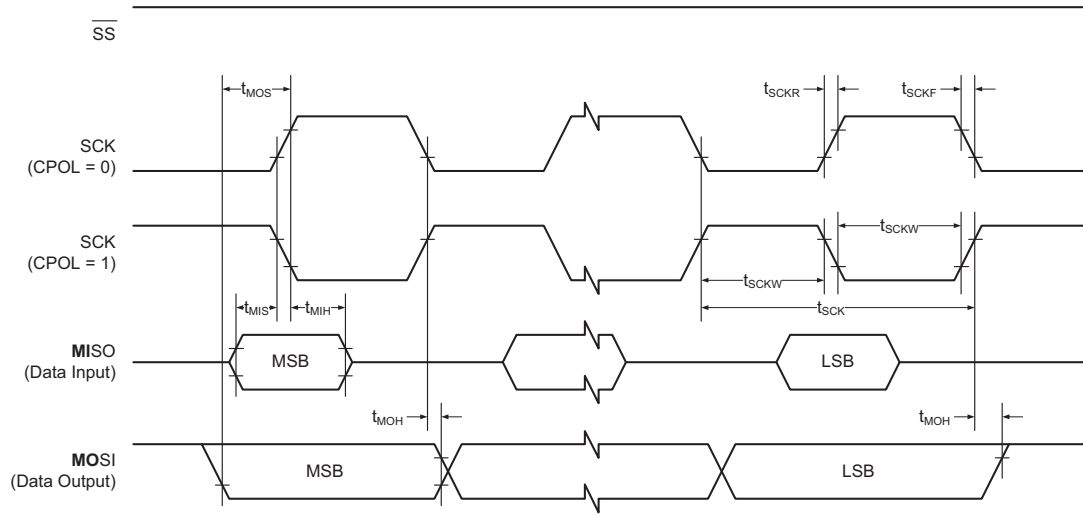 SS
tMOS
tSCKR
tSCKF
SCK
(CPOL = 0)
SCK
(CPOL = 1)
tSCKW
tSCKW
tMIS
tMIH
tSCK
MISO
(Data Input)
MSB
LSB
tMOH
tMOH
MOSI
(Data Output)
MSB
LSB